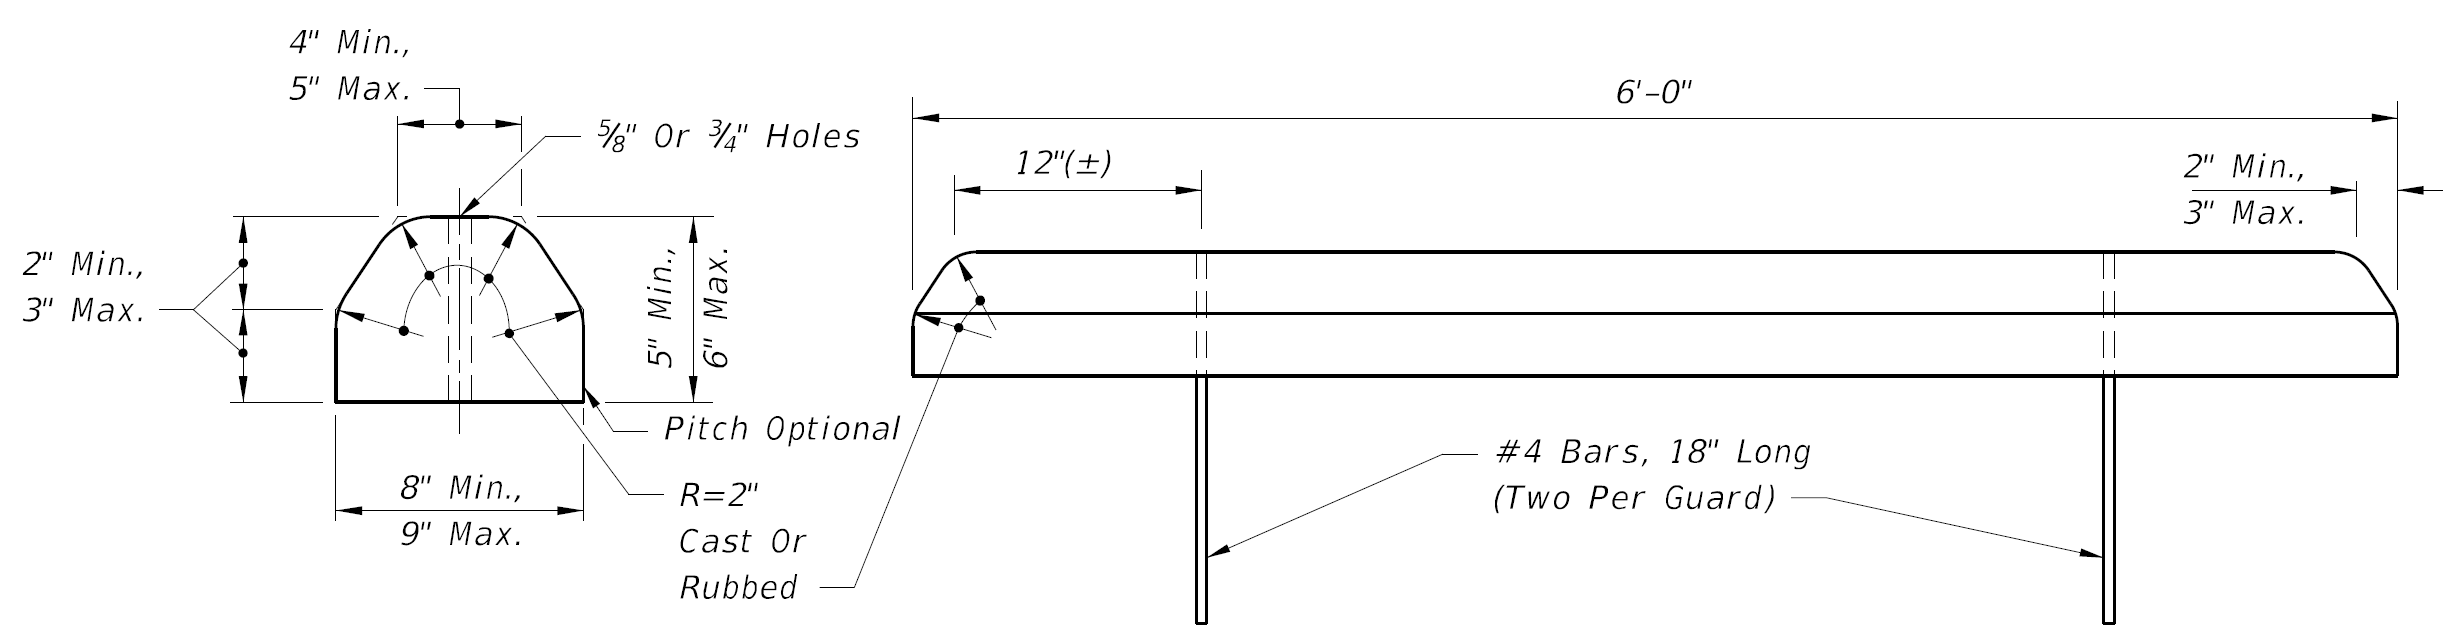 4" Min.,
5" Max.
⅝" Or ¾" Holes
2" Min.,
3" Max.
5" Min.,
6" Max.
Pitch Optional
8" Min.,
9" Max.
R=2"
Cast Or
Rubbed
6'-0"
12"(±)
2" Min.,
3" Max.
#4 Bars, 18" Long
(Two Per Guard)